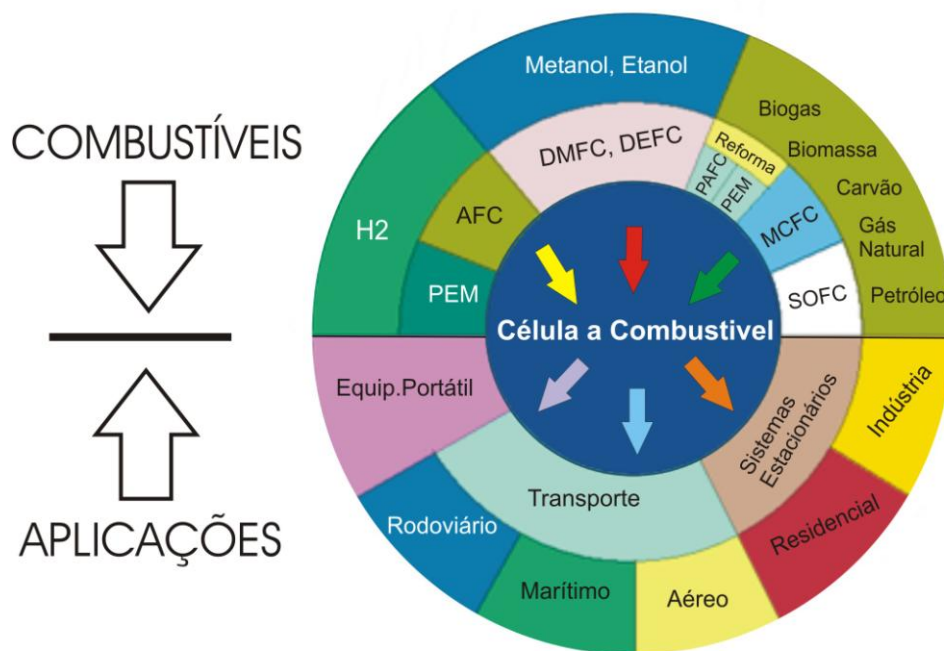 COMBUSTÍVEIS
APLICAÇÕES
Metanol, Etanol
Biogas
Biomassa
Carvão
Gás
Natural
Petróleo
H2
AFC
PEM
DMFC, DEFC
Reforma
PAFC
PEM
MCFC
SOFC
Célula a Combustivel
Equip.Portátil
Transporte
Sistemas
Estacionários
Rodoviário
Marítimo
Aéreo
Residencial
Indústria